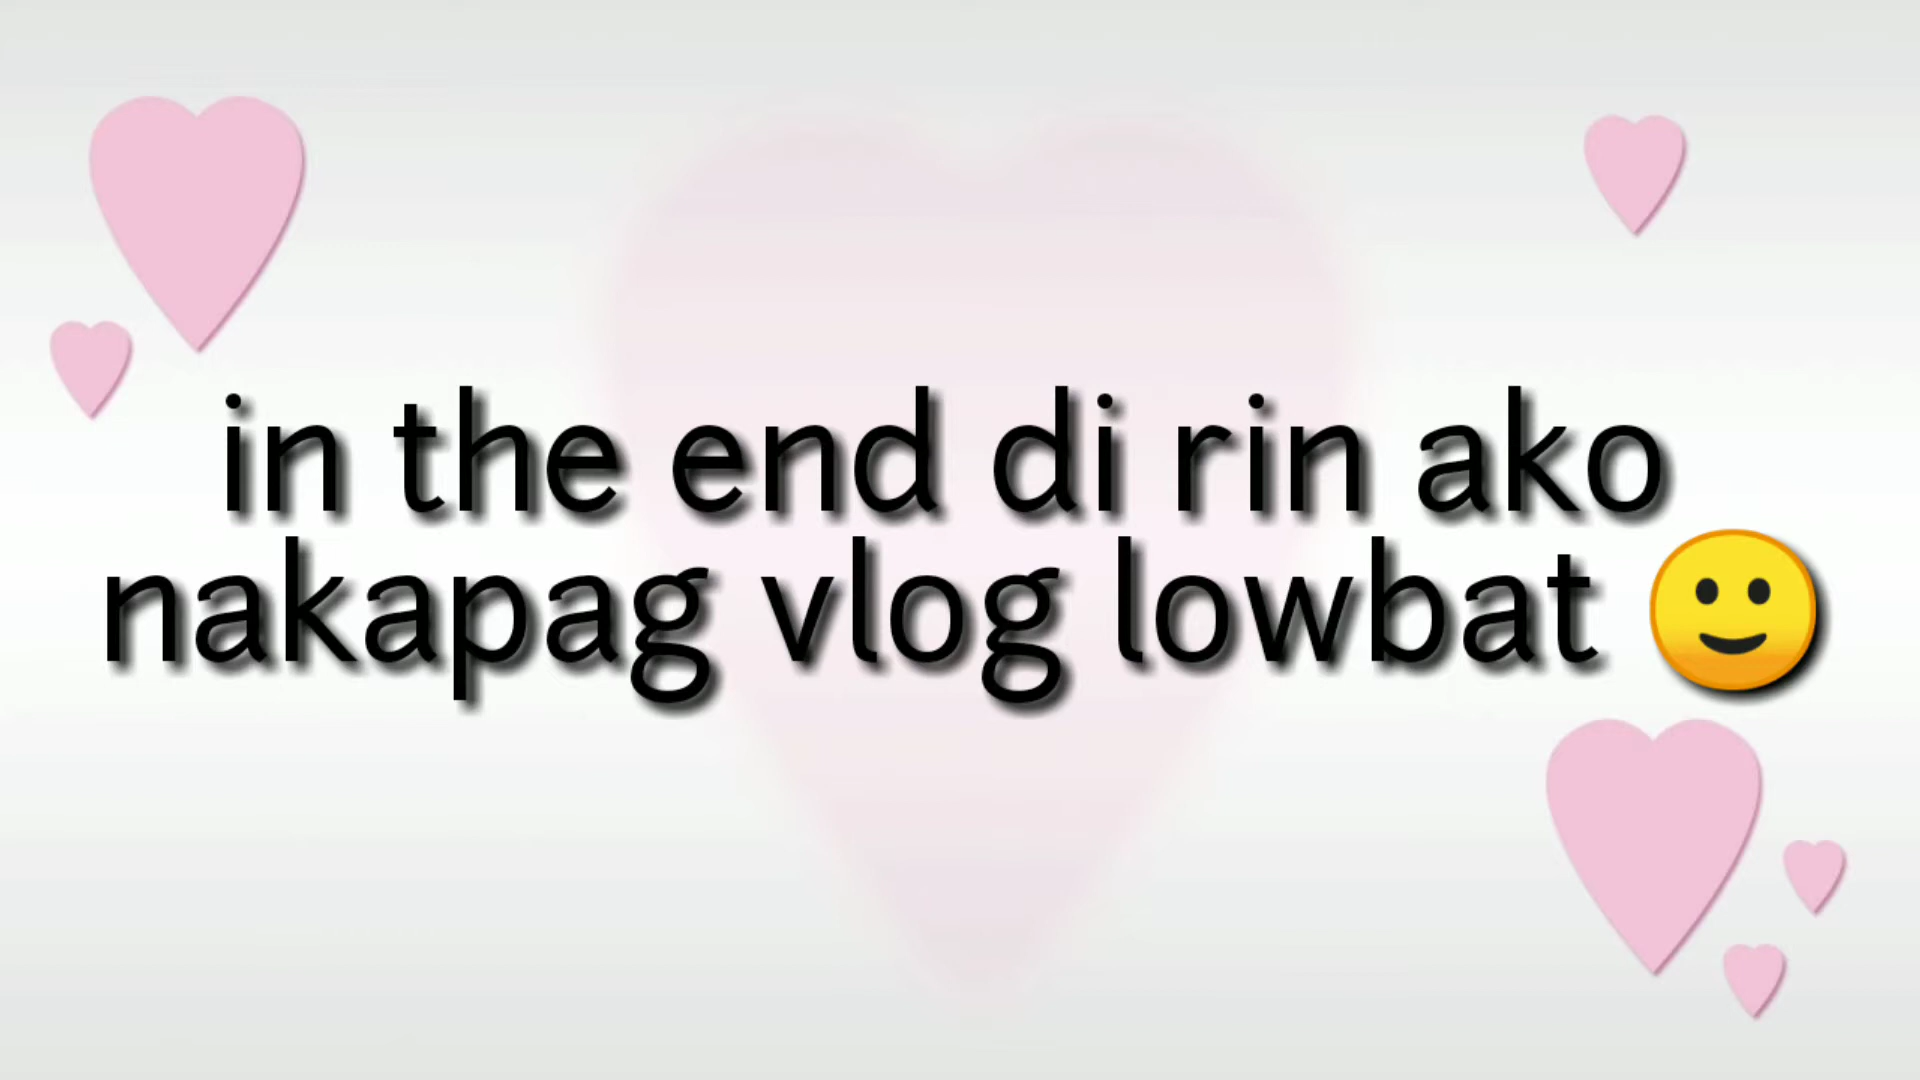 in the end di rin ako
nakapag vlog lowbat 🙂